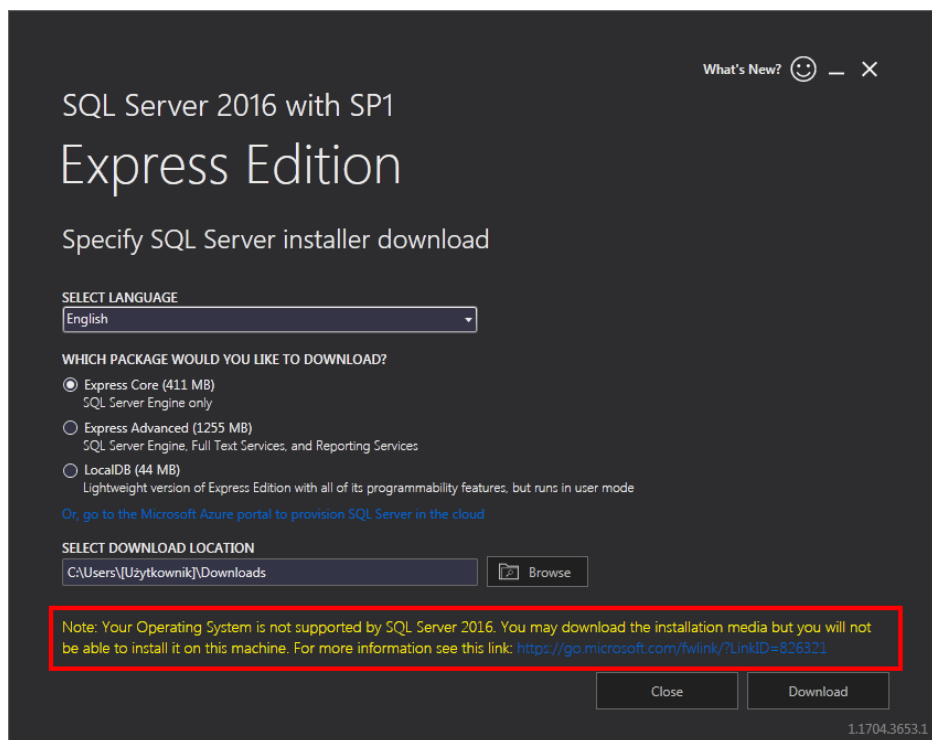 What's New?
SQL Server 2016 with SP1
Express Edition
Specify SQL Server installer download
SELECT LANGUAGE
English
WHICH PACKAGE WOULD YOU LIKE TO DOWNLOAD?
Express Core (411 MB)
SQL Server Engine only
Express Advanced (1255 MB)
SQL Server Engine, Full Text Services, and Reporting Services
LocalDB (44 MB)
Lightweight version of Express Edition with all of its programmability features, but runs in user mode
Or, go to the Microsoft Azure portal to provision SQL Server in the cloud
SELECT DOWNLOAD LOCATION
C:\Users\[Użytkownik]\Downloads
Browse
Note: Your Operating System is not supported by SQL Server 2016. You may download the installation media but you will not
be able to install it on this machine. For more information see this link: https://go.microsoft.com/fwlink/?LinkID=826321
Close
Download
1.1704.3653.1